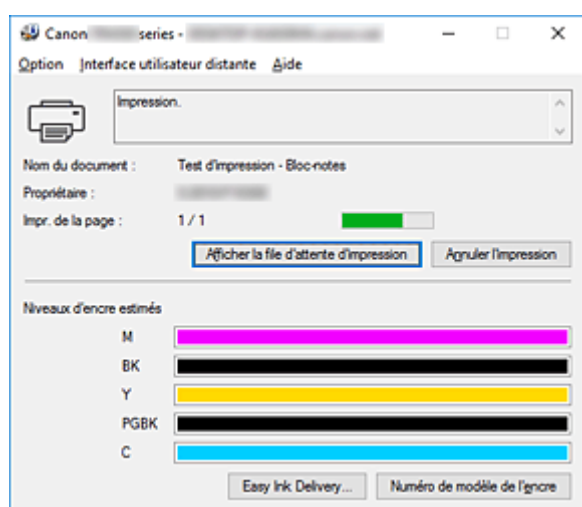 Canon series -
Option Interface utilisateur distante Aide
Impression.
Nom du document : Test d'impression - Bloc-notes
Propriétaire :
Impr. de la page : 1 / 1
Afficher la file d'attente d'impression Annuler l'impression
Niveaux d'encre estimés
M
BK
Y
PGBK
C
Easy Ink Delivery... Numéro de modèle de l'encre